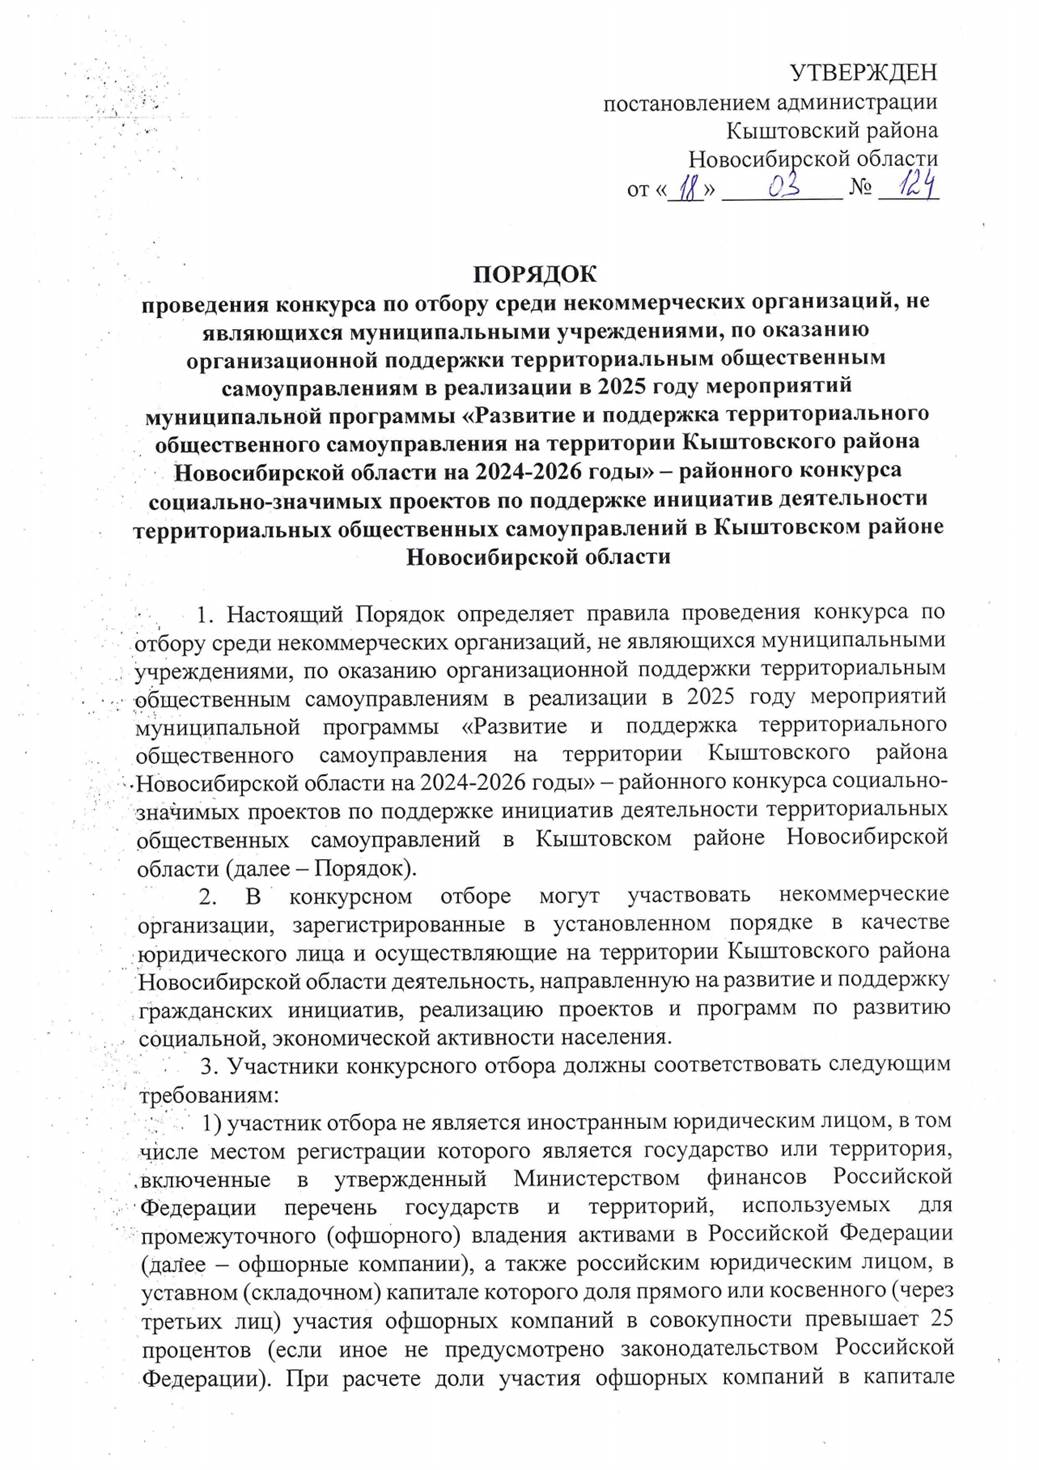 УТВЕРЖДЕН
постановлением администрации
Кыштовский района
Новосибирской области
от «18» 03 № 124
ПОРЯДОК
проведения конкурса по отбору среди некоммерческих организаций, не
являющихся муниципальными учреждениями, по оказанию
организационной поддержки территориальным общественным
самоуправлениям в реализации в 2025 году мероприятий
муниципальной программы «Развитие и поддержка территориального
общественного самоуправления на территории Кыштовского района
Новосибирской области на 2024-2026 годы» – районного конкурса
социально-значимых проектов по поддержке инициатив деятельности
территориальных общественных самоуправлений в Кыштовском районе
Новосибирской области
1. Настоящий Порядок определяет правила проведения конкурса по
отбору среди некоммерческих организаций, не являющихся муниципальными
учреждениями, по оказанию организационной поддержки территориальным
общественным самоуправлениям в реализации в 2025 году мероприятий
муниципальной программы «Развитие и поддержка территориального
общественного самоуправления на территории Кыштовского района
Новосибирской области на 2024-2026 годы» – районного конкурса социально-
значимых проектов по поддержке инициатив деятельности территориальных
общественных самоуправлений в Кыштовском районе Новосибирской
области (далее – Порядок).
2. В конкурсном отборе могут участвовать некоммерческие
организации, зарегистрированные в установленном порядке в качестве
юридического лица и осуществляющие на территории Кыштовского района
Новосибирской области деятельность, направленную на развитие и поддержку
гражданских инициатив, реализацию проектов и программ по развитию
социальной, экономической активности населения.
3. Участники конкурсного отбора должны соответствовать следующим
требованиям:
1) участник отбора не является иностранным юридическим лицом, в том
числе местом регистрации которого является государство или территория,
включенные в утвержденный Министерством финансов Российской
Федерации перечень государств и территорий, используемых для
промежуточного (офшорного) владения активами в Российской Федерации
(далее – офшорные компании), а также российским юридическим лицом, в
уставном (складочном) капитале которого доля прямого или косвенного (через
третьих лиц) участия офшорных компаний в совокупности превышает 25
процентов (если иное не предусмотрено законодательством Российской
Федерации). При расчете доли участия офшорных компаний в капитале